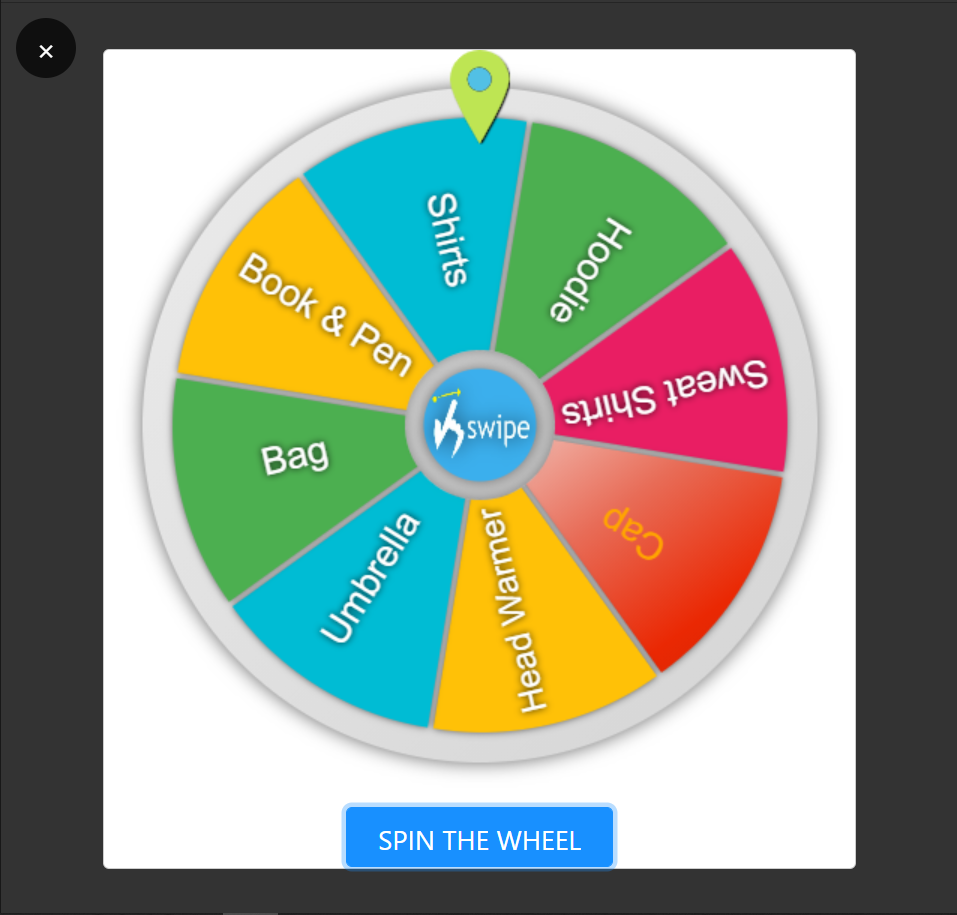 ×
Shirts
Hoodie
Sweat Shirts
Cap
Head Warmer
Umbrella
Bag
Book & Pen
swipe
SPIN THE WHEEL